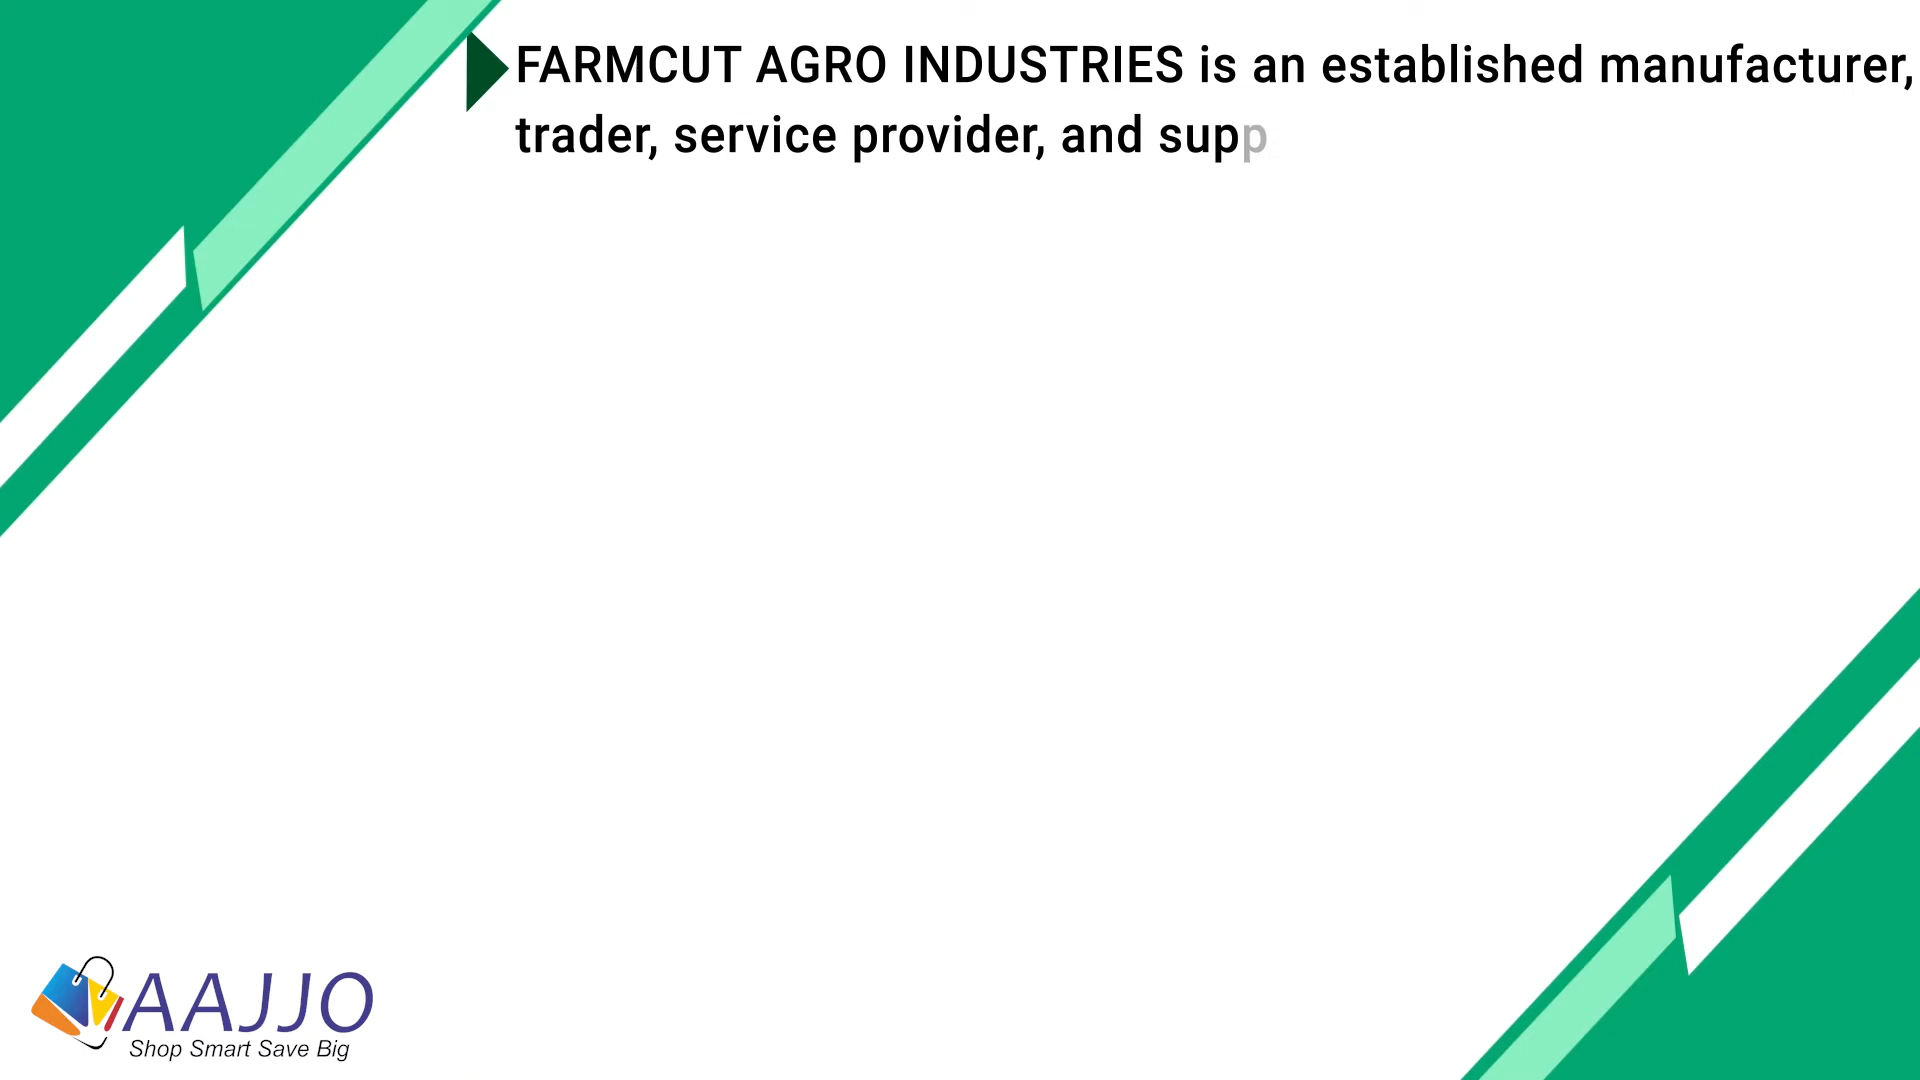 FARMCUT AGRO INDUSTRIES is an established manufacturer,
trader, service provider, and supp
AAJJO
Shop Smart Save Big